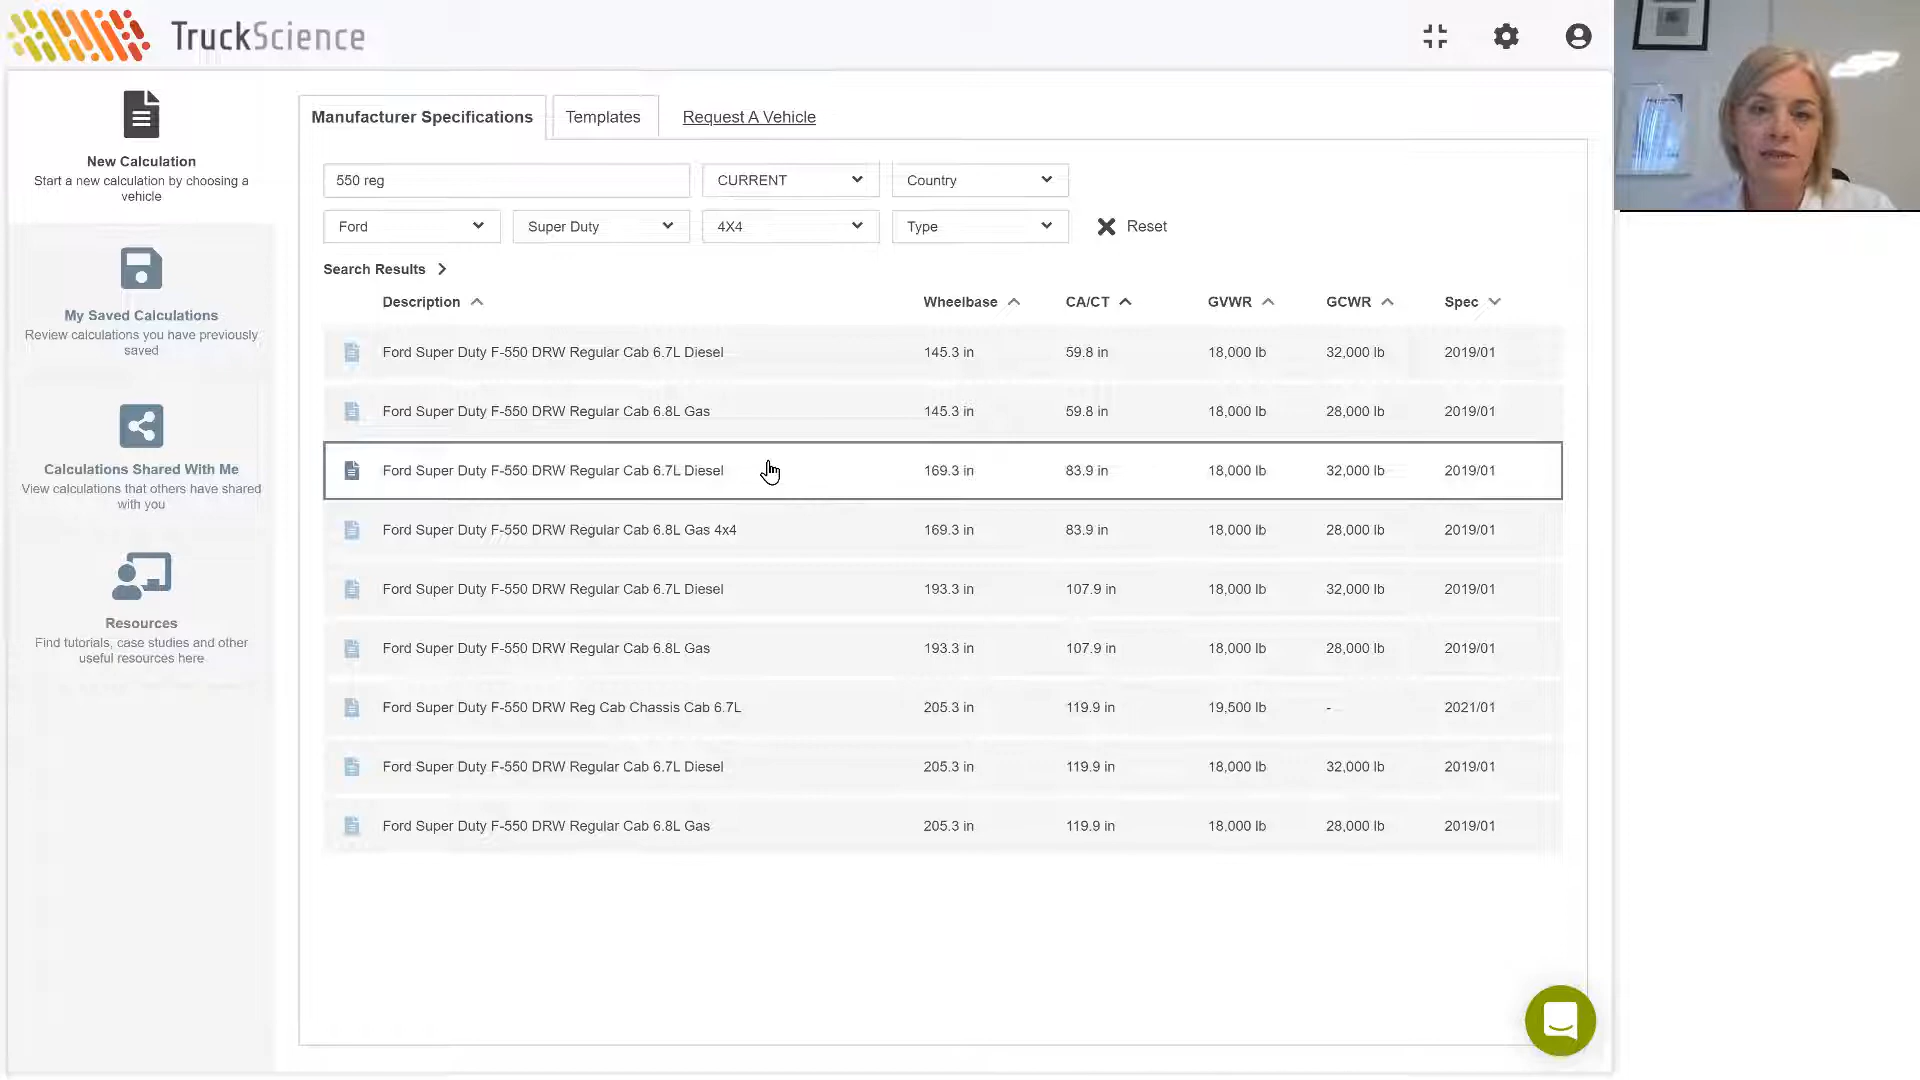 TruckScience
New Calculation
Start a new calculation by choosing a
vehicle
My Saved Calculations
Review calculations you have previously
saved
Calculations Shared With Me
View calculations that others have shared
with you
Resources
Find tutorials, case studies and other
useful resources here
Manufacturer Specifications Templates Request A Vehicle
550 reg CURRENT Country
Ford Super Duty 4X4 Type Reset
Search Results
Description Wheelbase CA/CT GVWR GCWR Spec
Ford Super Duty F-550 DRW Regular Cab 6.7L Diesel 145.3 in 59.8 in 18,000 lb 32,000 lb 2019/01
Ford Super Duty F-550 DRW Regular Cab 6.8L Gas 145.3 in 59.8 in 18,000 lb 28,000 lb 2019/01
Ford Super Duty F-550 DRW Regular Cab 6.7L Diesel 169.3 in 83.9 in 18,000 lb 32,000 lb 2019/01
Ford Super Duty F-550 DRW Regular Cab 6.8L Gas 4x4 169.3 in 83.9 in 18,000 lb 28,000 lb 2019/01
Ford Super Duty F-550 DRW Regular Cab 6.7L Diesel 193.3 in 107.9 in 18,000 lb 32,000 lb 2019/01
Ford Super Duty F-550 DRW Regular Cab 6.8L Gas 193.3 in 107.9 in 18,000 lb 28,000 lb 2019/01
Ford Super Duty F-550 DRW Reg Cab Chassis Cab 6.7L 205.3 in 119.9 in 19,500 lb - 2021/01
Ford Super Duty F-550 DRW Regular Cab 6.7L Diesel 205.3 in 119.9 in 18,000 lb 32,000 lb 2019/01
Ford Super Duty F-550 DRW Regular Cab 6.8L Gas 205.3 in 119.9 in 18,000 lb 28,000 lb 2019/01